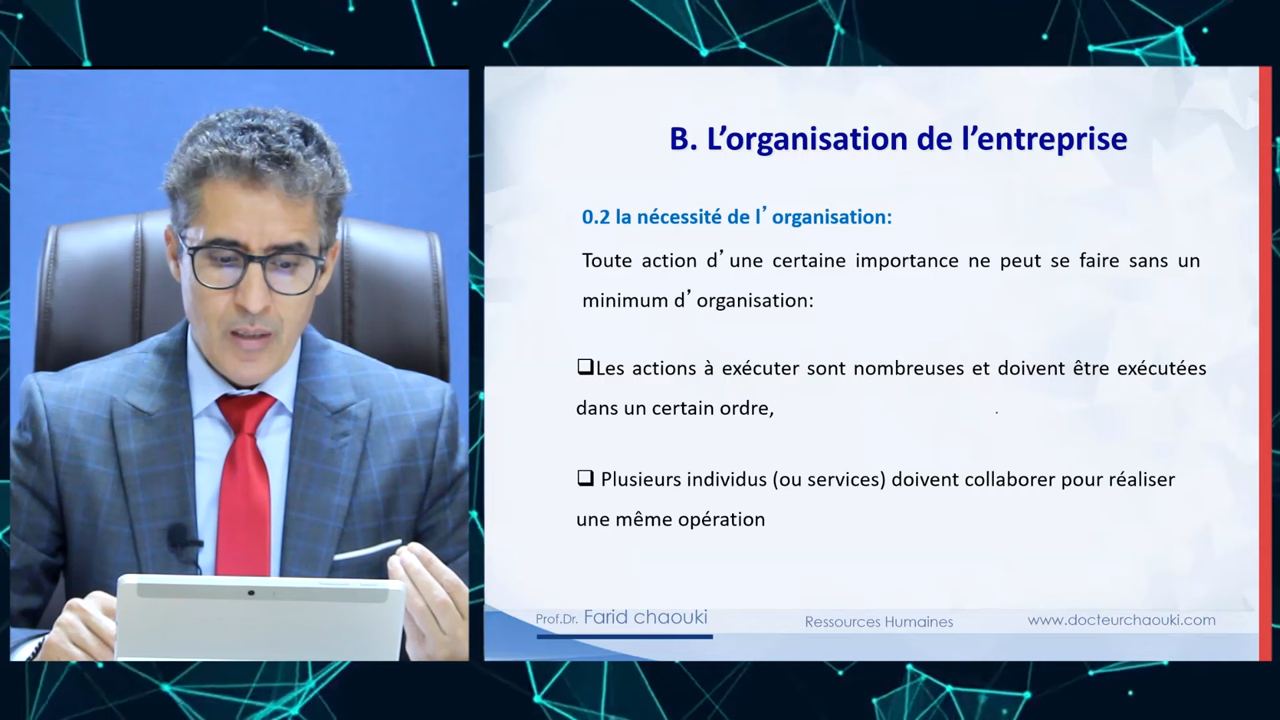 B. L’organisation de l’entreprise
0.2 la nécessité de l’organisation:
Toute action d’une certaine importance ne peut se faire sans un
minimum d’organisation:
❑Les actions à exécuter sont nombreuses et doivent être exécutées
dans un certain ordre,
❑ Plusieurs individus (ou services) doivent collaborer pour réaliser
une même opération
Prof.Dr. Farid chaouki
Ressources Humaines
www.docteurchaouki.com